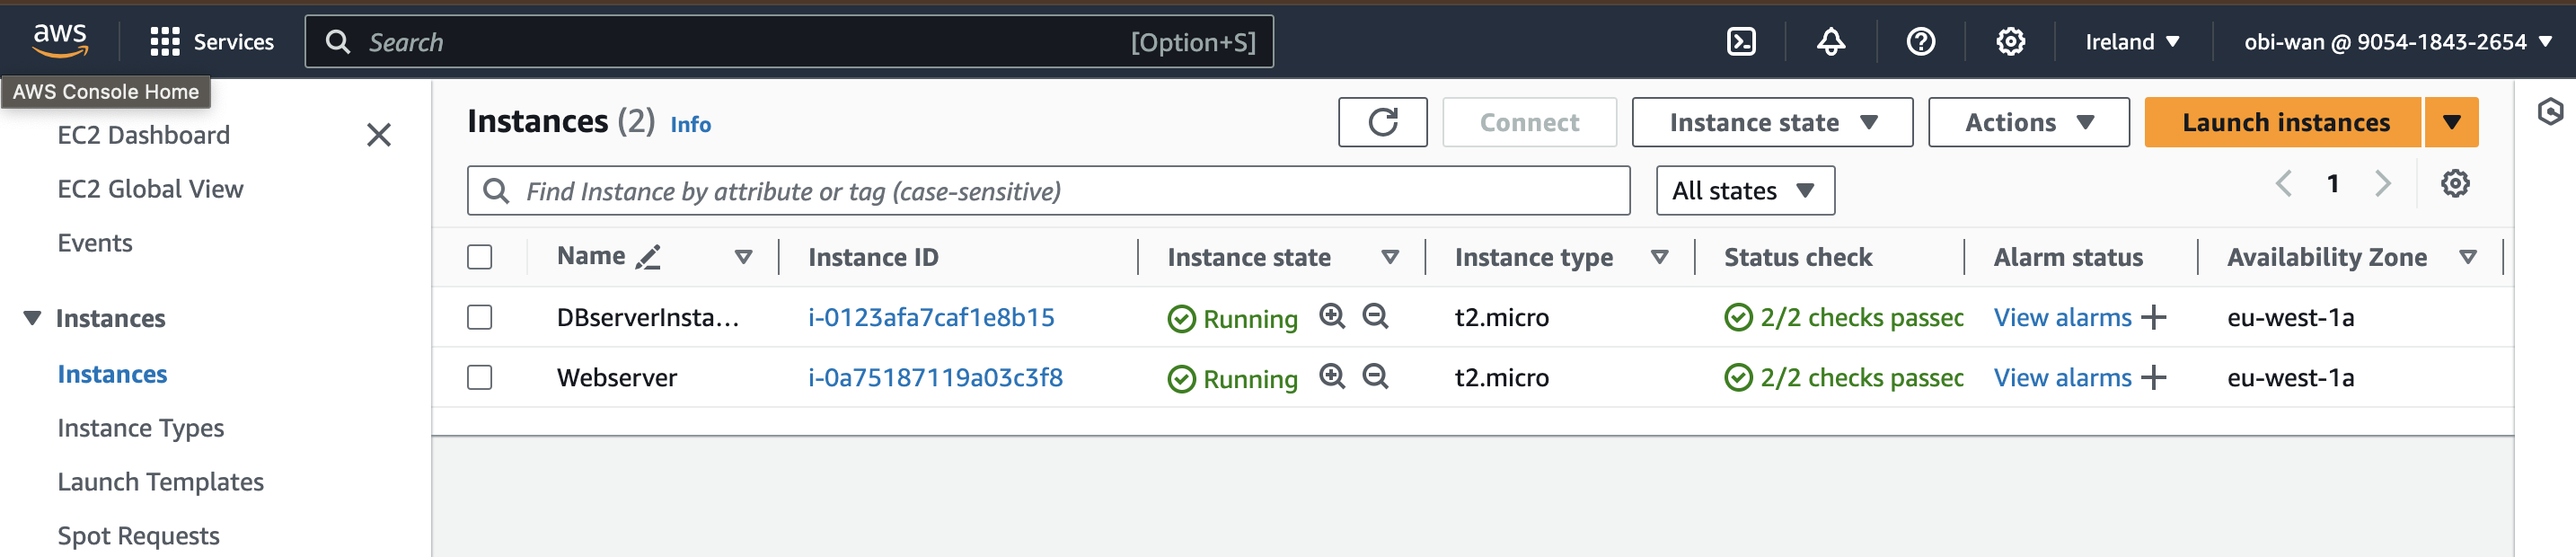 aws
Services
Search [Option+S]
Ireland
obi-wan @ 9054-1843-2654
AWS Console Home
EC2 Dashboard
EC2 Global View
Events
Instances
Instances
Instance Types
Launch Templates
Spot Requests
Instances (2) Info
Connect
Instance state
Actions
Launch instances
Find Instance by attribute or tag (case-sensitive)
All states
1
Name Instance ID Instance state Instance type Status check Alarm status Availability Zone
DBserverInsta... i-0123afa7caf1e8b15 Running t2.micro 2/2 checks passec View alarms + eu-west-1a
Webserver i-0a75187119a03c3f8 Running t2.micro 2/2 checks passec View alarms + eu-west-1a